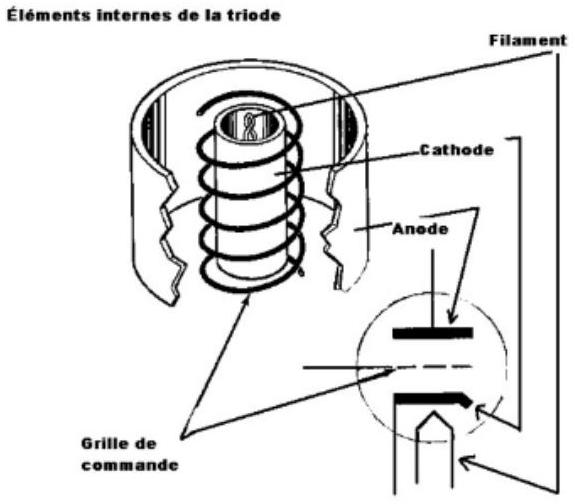 Éléments internes de la triode
Filament
Cathode
Anode
Grille de
commande